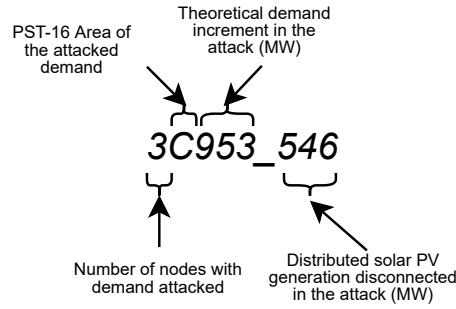 Theoretical demand
increment in the
attack (MW)
PST-16 Area of
the attacked
demand
3C953_546
Number of nodes with
demand attacked
Distributed solar PV
generation disconnected
in the attack (MW)